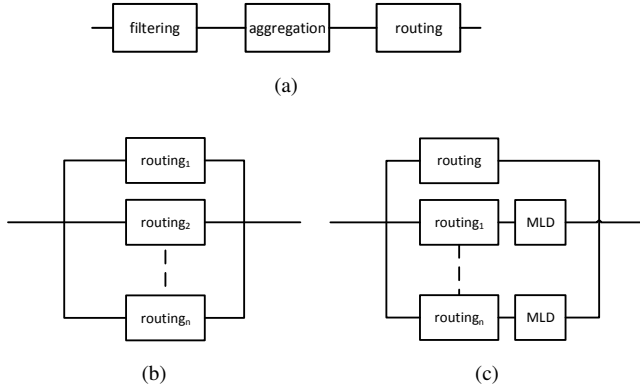 filtering aggregation routing
(a)
routing₁
routing₂
routingₙ
(b)
routing
routing₁ MLD
routingₙ MLD
(c)